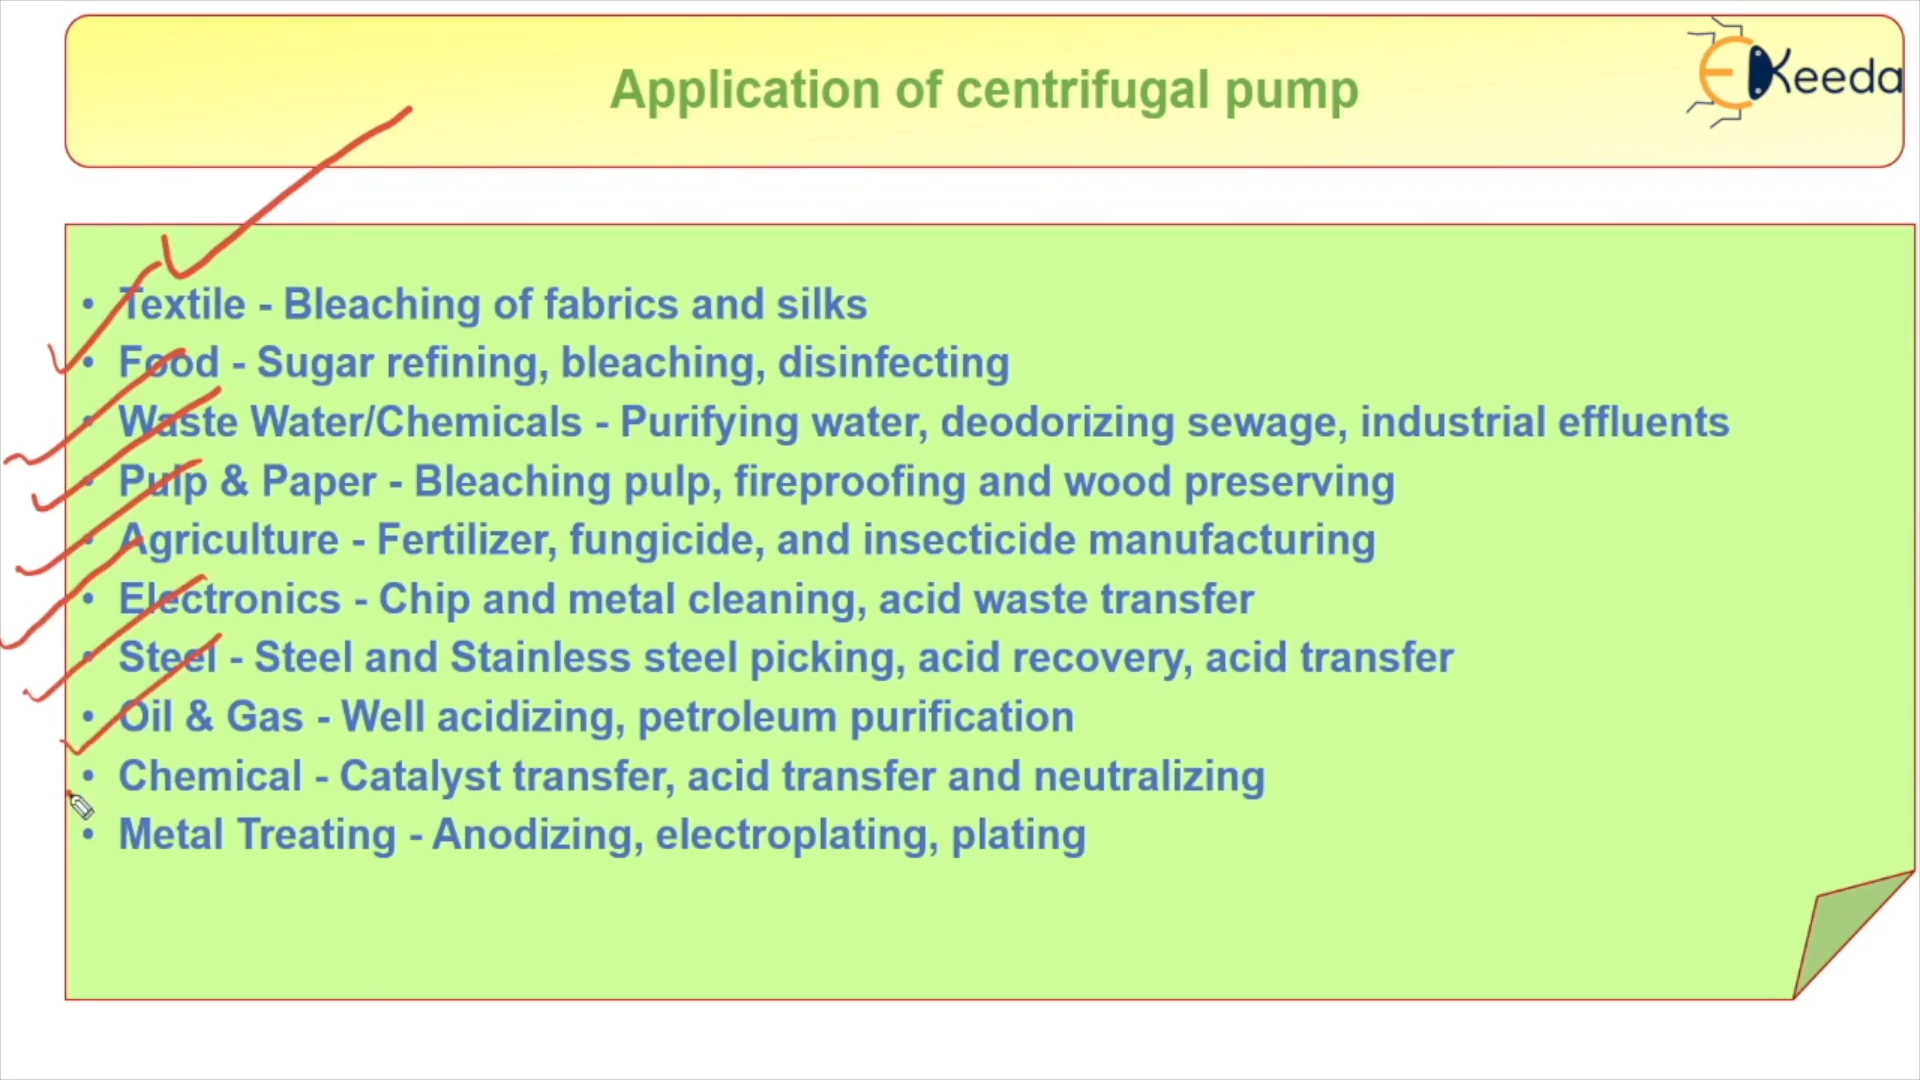 Application of centrifugal pump
EKeeda
• Textile - Bleaching of fabrics and silks
• Food - Sugar refining, bleaching, disinfecting
• Waste Water/Chemicals - Purifying water, deodorizing sewage, industrial effluents
• Pulp & Paper - Bleaching pulp, fireproofing and wood preserving
• Agriculture - Fertilizer, fungicide, and insecticide manufacturing
• Electronics - Chip and metal cleaning, acid waste transfer
• Steel - Steel and Stainless steel picking, acid recovery, acid transfer
• Oil & Gas - Well acidizing, petroleum purification
• Chemical - Catalyst transfer, acid transfer and neutralizing
• Metal Treating - Anodizing, electroplating, plating